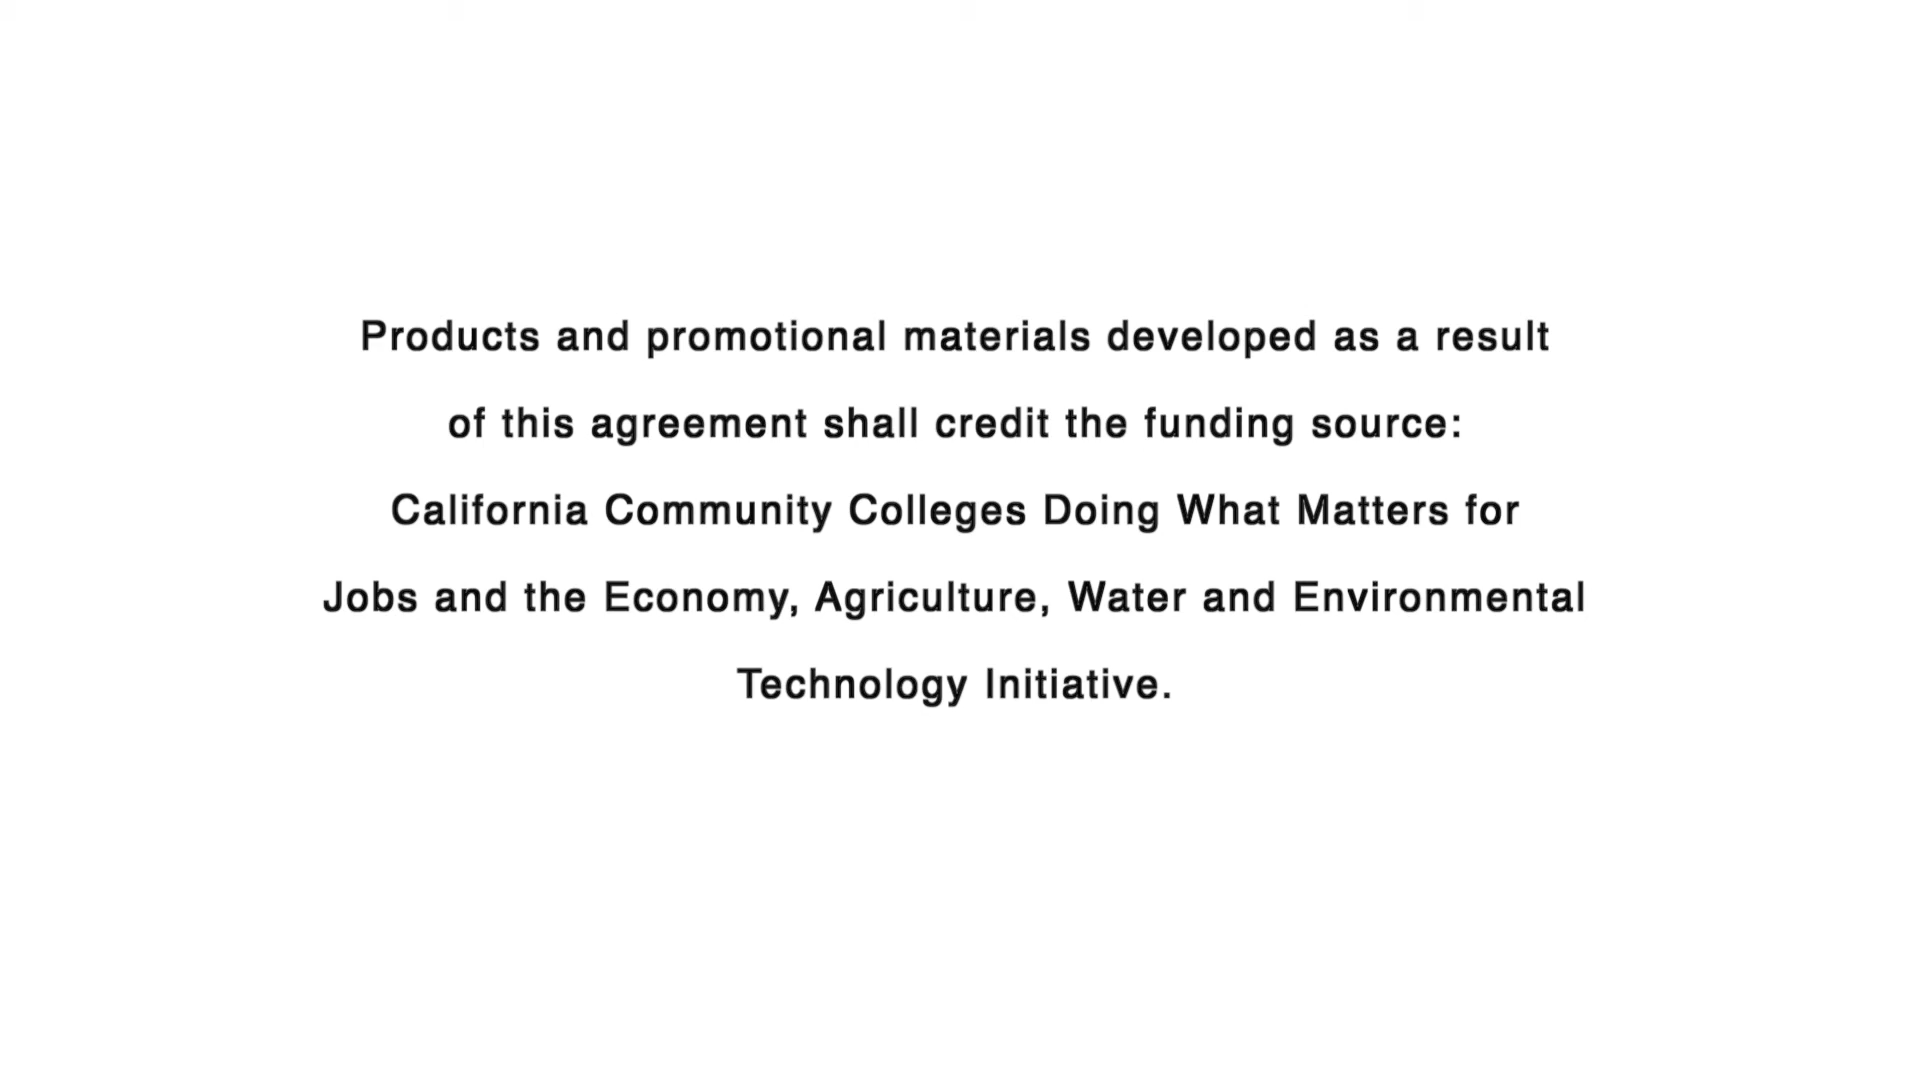 Products and promotional materials developed as a result
of this agreement shall credit the funding source:
California Community Colleges Doing What Matters for
Jobs and the Economy, Agriculture, Water and Environmental
Technology Initiative.